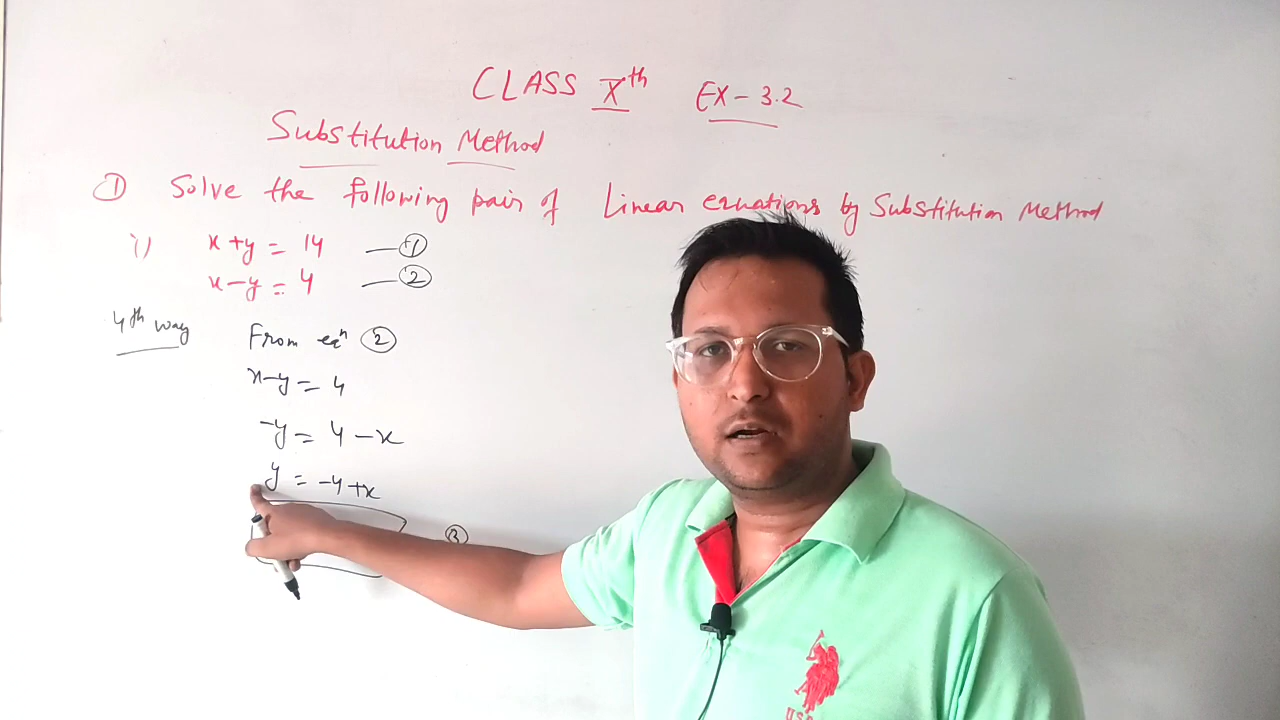 CLASS Xth EX-3.2
Substitution Method
① Solve the following pair of Linear equations by Substitution Method
i) x+y = 14 —①
x-y = 4 —②
4th way From eqn ②
x-y = 4
-y = 4-x
y = -4+x
③